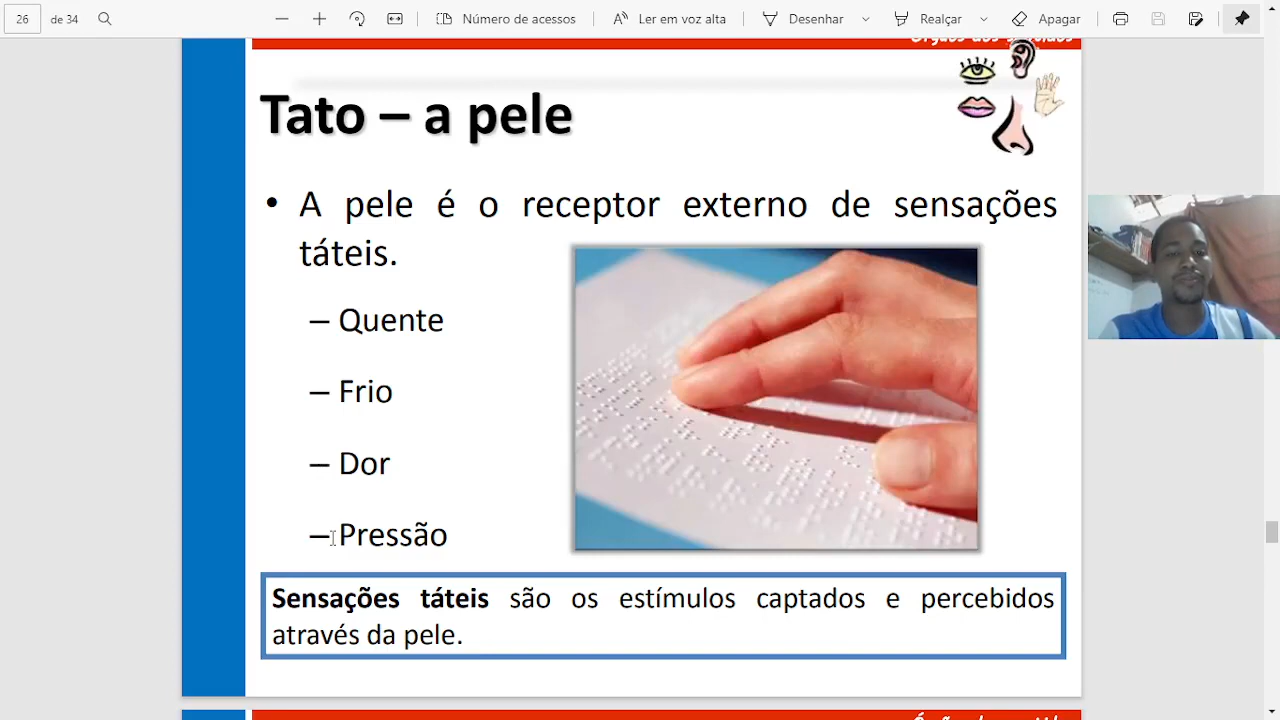 26 de 34 Número de acessos Ler em voz alta Desenhar Realçar Apagar
Tato – a pele
• A pele é o receptor externo de sensações
táteis.
– Quente
– Frio
– Dor
– Pressão
Sensações táteis são os estímulos captados e percebidos
através da pele.